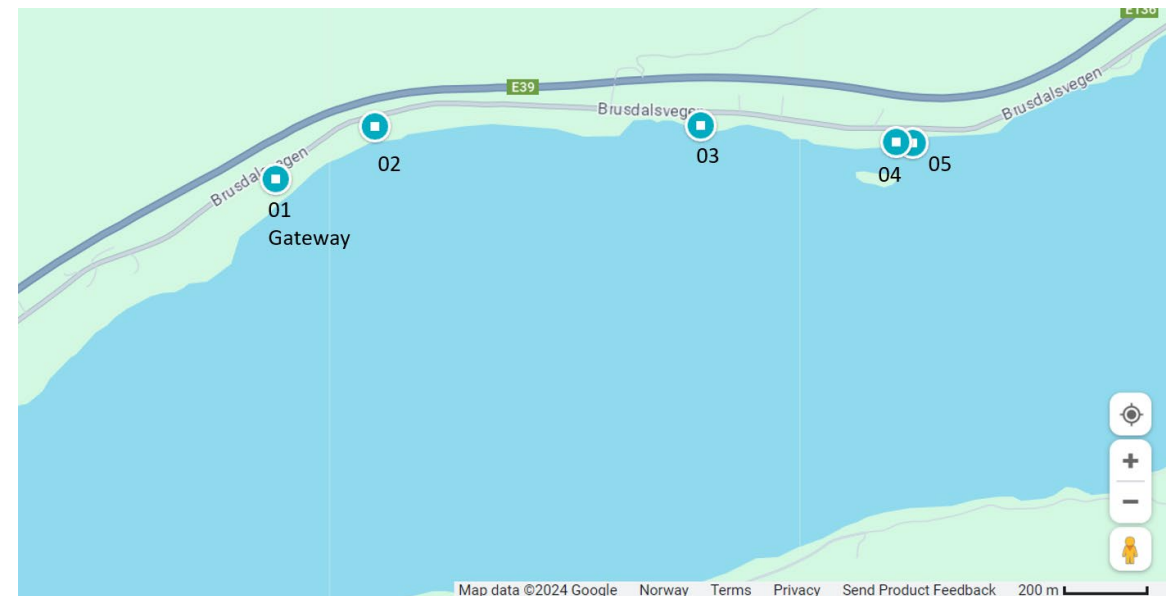 E136
E39
Brusdalsvegen
Brusdalsvegen
Brusdalsvegen
02
03
04
05
01
Gateway
Map data ©2024 Google Norway Terms Privacy Send Product Feedback 200 m